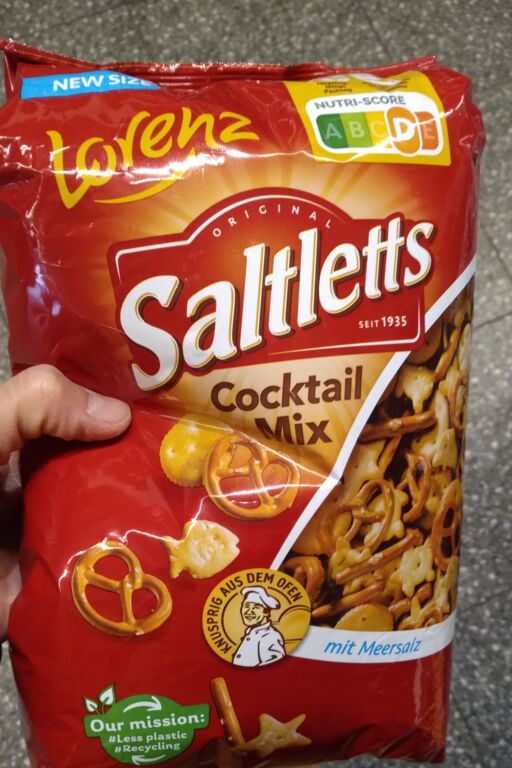 NEW SIZE
Lorenz
NUTRI-SCORE
A B C D E
ORIGINAL
Saltletts
SEIT 1935
Cocktail
Mix
KNUSPRIG AUS DEM OFEN
mit Meersalz
Our mission:
#Less plastic
#Recycling